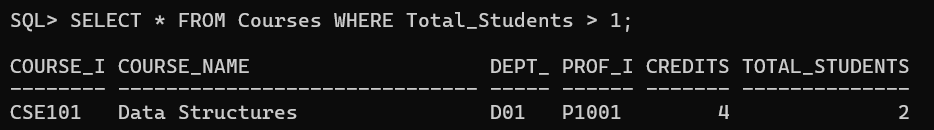 SQL> SELECT * FROM Courses WHERE Total_Students > 1;
COURSE_I COURSE_NAME                    DEPT_ PROF_I CREDITS TOTAL_STUDENTS
-------- ------------------------------ ----- ------ ------- --------------
CSE101   Data Structures                D01   P1001        4              2